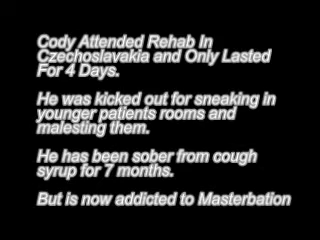 Cody Attended Rehab In
Czechoslavakia and Only Lasted
For 4 Days.
He was kicked out for sneaking in
younger patients rooms and
malesting them.
He has been sober from cough
syrup for 7 months.
But is now addicted to Masterbation